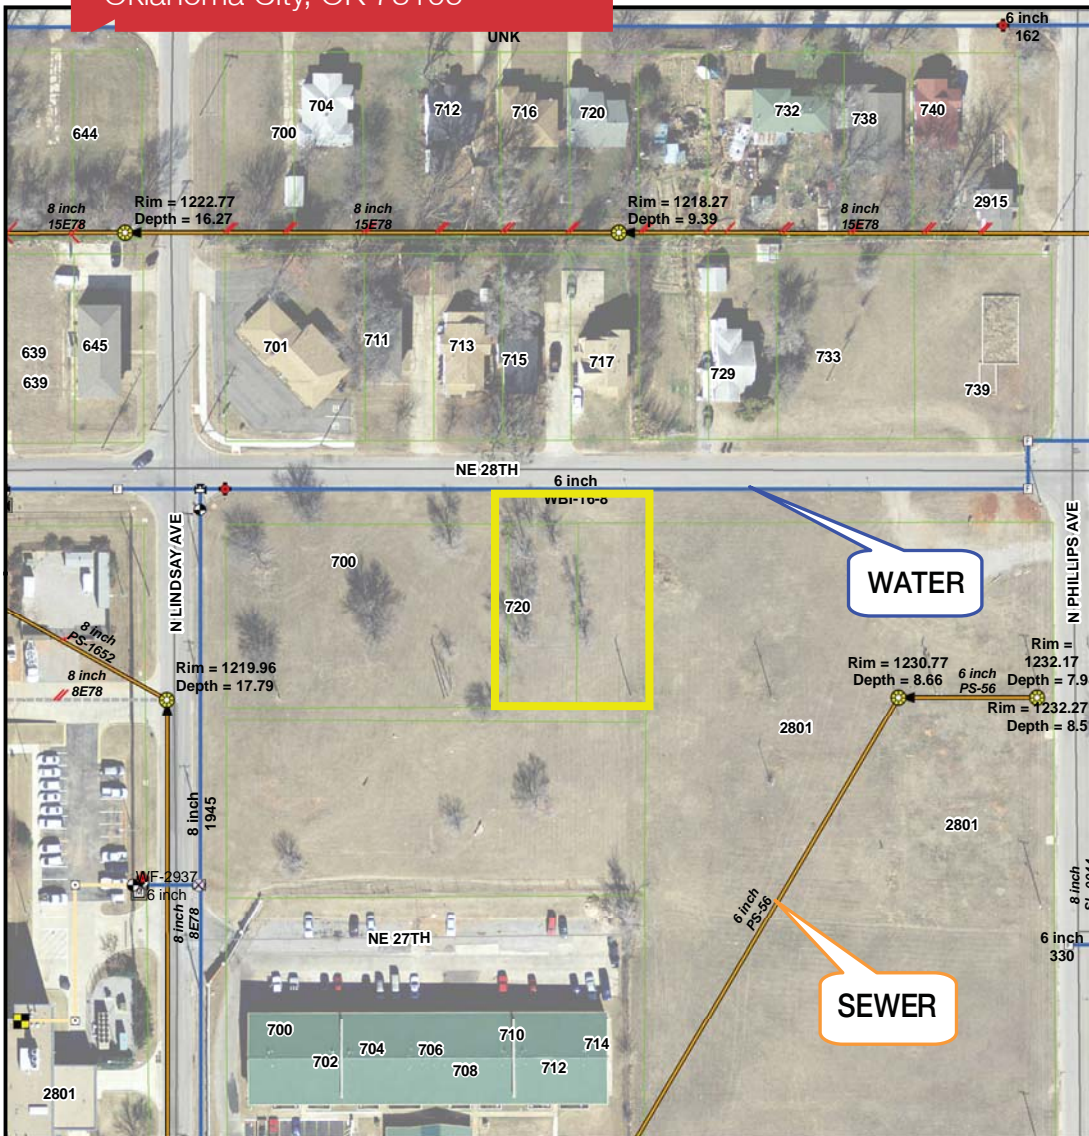 6 inch
162
UNK
704
712
716
720
732
738
740
644
700
2915
Rim = 1222.77
Depth = 16.27
8 inch
15E78
8 inch
15E78
Rim = 1218.27
Depth = 9.39
8 inch
15E78
645
639
639
701
711
713
715
717
729
733
739
NE 28TH
6 inch
WBI-16-8
N LINDSAY AVE
N PHILLIPS AVE
700
720
WATER
8 inch
PS-1652
8 inch
8E78
Rim = 1219.96
Depth = 17.79
Rim = 1230.77
Depth = 8.66
6 inch
PS-56
Rim =
1232.17
Depth = 7.9
Rim = 1232.27
Depth = 8.5
2801
2801
8 inch
1945
WF-2937
6 inch
8 inch
8E78
6 inch
PS-56
8 inch
NE 27TH
6 inch
330
SEWER
700
702
704
706
708
710
712
714
2801